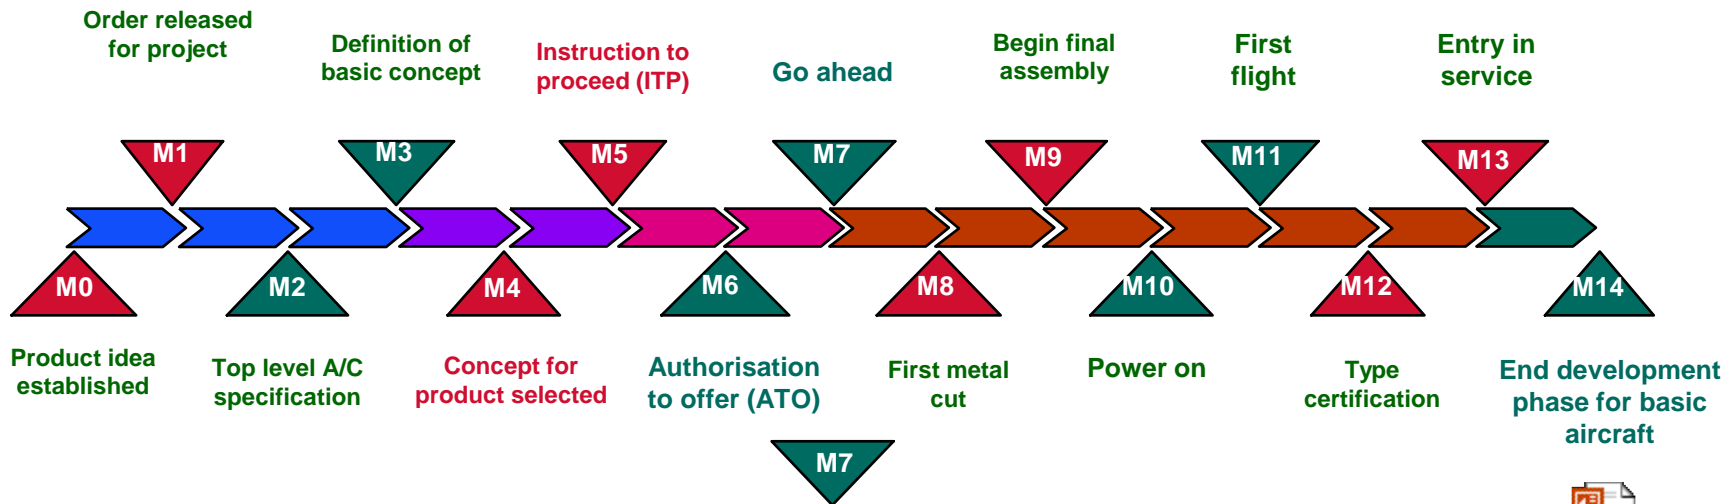 Order released
for project
Definition of
basic concept
Instruction to
proceed (ITP)
Go ahead
Begin final
assembly
First
flight
Entry in
service
M1
M3
M5
M7
M9
M11
M13
M0
M2
M4
M6
M8
M10
M12
M14
Product idea
established
Top level A/C
specification
Concept for
product selected
Authorisation
to offer (ATO)
First metal
cut
Power on
Type
certification
End development
phase for basic
aircraft
M7